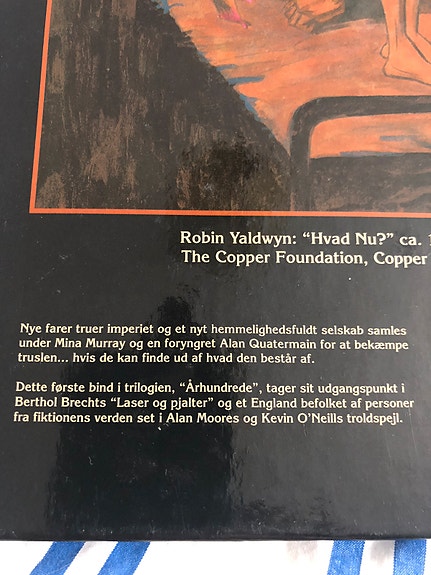 Robin Yaldwyn: “Hvad Nu?” ca.
The Copper Foundation, Copper
Nye farer truer imperiet og et nyt hemmelighedsfuldt selskab samles
under Mina Murray og en foryngret Alan Quatermain for at bekæmpe
truslen... hvis de kan finde ud af hvad den består af.
Dette første bind i trilogien, “Århundrede”, tager sit udgangspunkt i
Berthol Brechts “Laser og pjalter” og et England befolket af personer
fra fiktionens verden set i Alan Moores og Kevin O’Neills troldspejl.